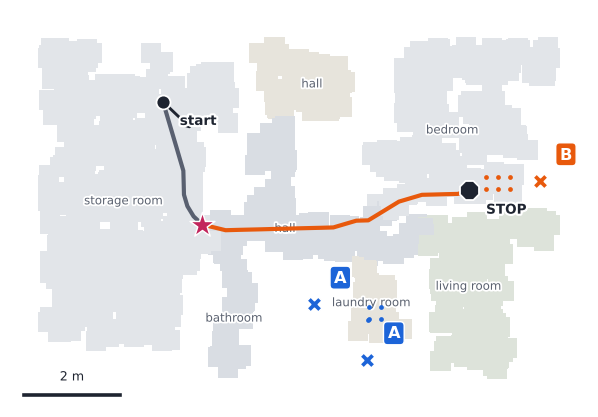 hall
start
bedroom
B
storage room
STOP
hall
A
living room
laundry room
bathroom
A
2 m